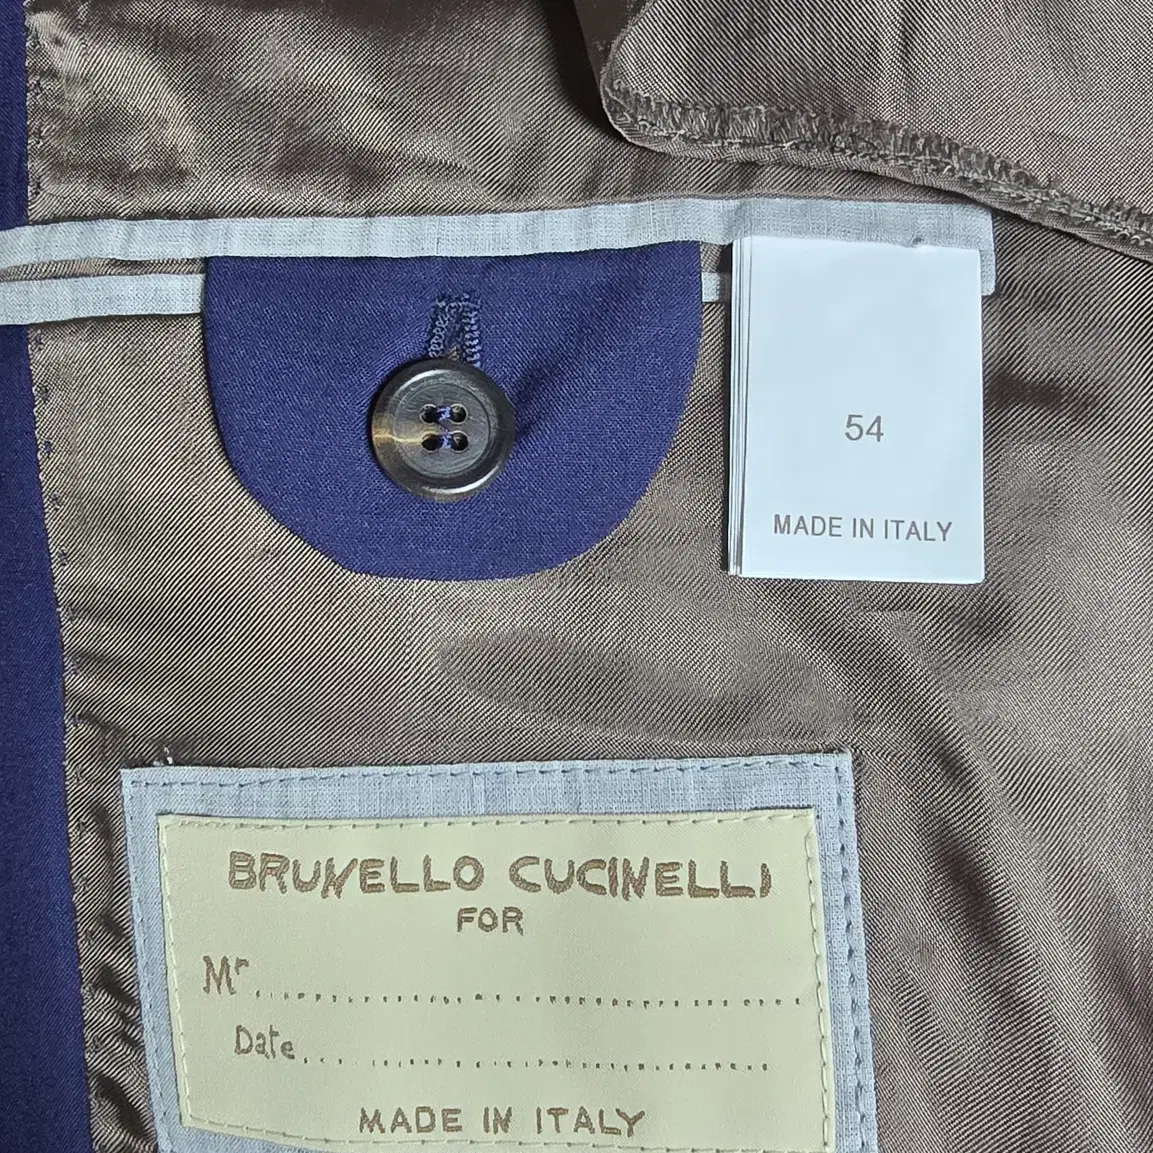 54
MADE IN ITALY
BRUNELLO CUCINELLI
FOR
Mr
Date
MADE IN ITALY